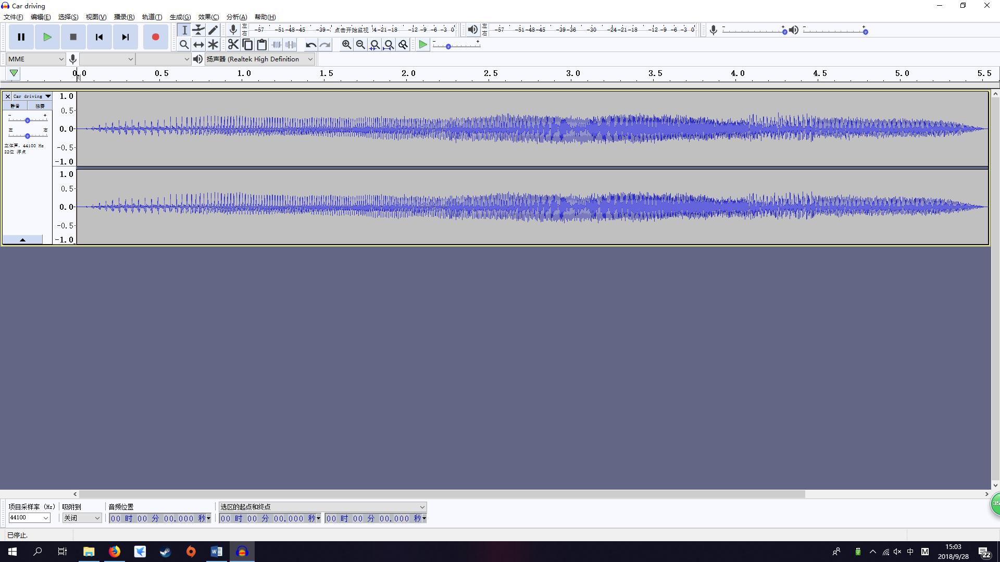 Car driving
文件(F) 编辑(E) 选择(S) 视图(V) 播录(R) 轨道(T) 生成(G) 效果(C) 分析(A) 帮助(H)
左 右 -57 -51 -48 -45 -39 点击开始监视 -24 -21 -18 -12 -9 -6 -3 0
左 右 -57 -51 -48 -45 -39 -36 -30 -24 -21 -18 -12 -9 -6 -3 0
MME 扬声器 (Realtek High Definition
0.0 0.5 1.0 1.5 2.0 2.5 3.0 3.5 4.0 4.5 5.0 5.5
Car driving
静音 独奏
- +
左 右
立体声, 44100 Hz
32位 浮点
1.0
0.5
0.0
-0.5
-1.0
1.0
0.5
0.0
-0.5
-1.0
项目采样率 (Hz) 吸附到 音频位置 选区的起点和终点
44100 关闭 00 时 00 分 00.000 秒 00 时 00 分 00.000 秒 00 时 00 分 00.000 秒
已停止.
35
中 M 15:03
2018/9/28 22